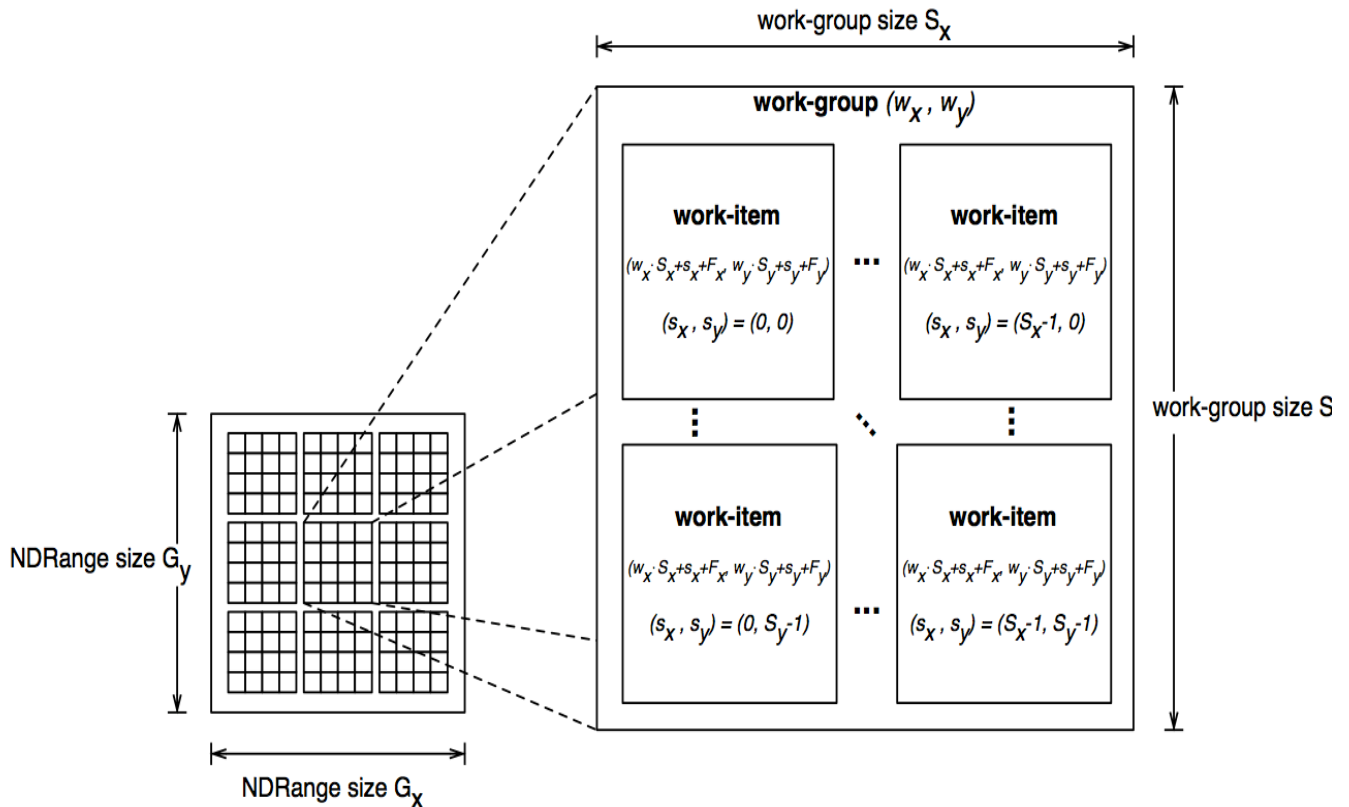 work-group size Sx
work-group (wx , wy)
work-item
(wx· Sx+sx+Fx, wy· Sy+sy+Fy)
(sx , sy) = (0, 0)
...
work-item
(wx· Sx+sx+Fx, wy· Sy+sy+Fy)
(sx , sy) = (Sx-1, 0)
work-group size S
work-item
(wx· Sx+sx+Fx, wy· Sy+sy+Fy)
(sx , sy) = (0, Sy-1)
...
work-item
(wx· Sx+sx+Fx, wy· Sy+sy+Fy)
(sx , sy) = (Sx-1, Sy-1)
NDRange size Gy
NDRange size Gx